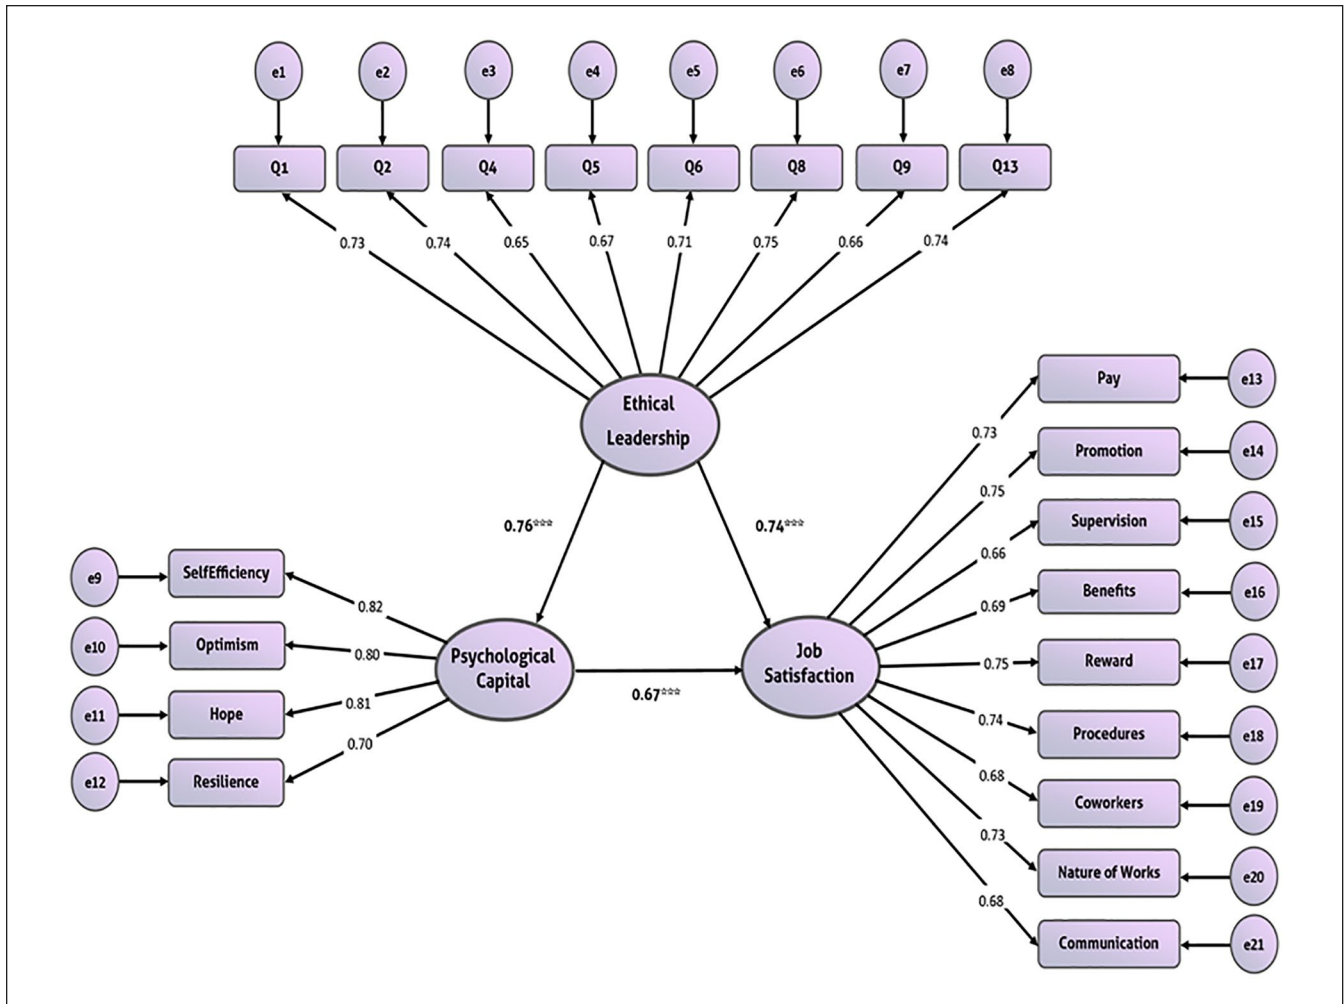 e1 e2 e3 e4 e5 e6 e7 e8
Q1 Q2 Q4 Q5 Q6 Q8 Q9 Q13
0.73 0.74 0.65 0.67 0.71 0.75 0.66 0.74
Ethical
Leadership
0.76***
0.74***
e9 SelfEfficiency 0.82
e10 Optimism 0.80
e11 Hope 0.81
e12 Resilience 0.70
Psychological
Capital
0.67***
Job
Satisfaction
0.73 Pay e13
0.75 Promotion e14
0.66 Supervision e15
0.69 Benefits e16
0.75 Reward e17
0.74 Procedures e18
0.68 Coworkers e19
0.73 Nature of Works e20
0.68 Communication e21